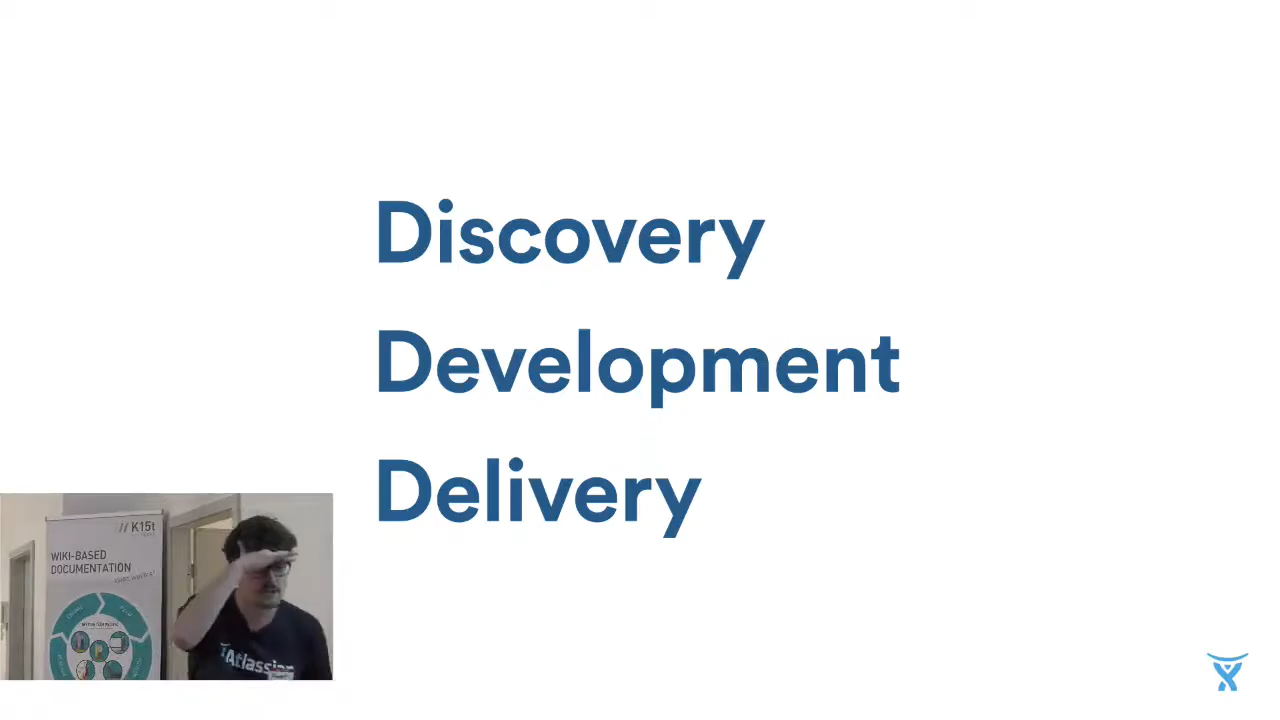 Discovery
Development
Delivery
// K15t
WIKI-BASED
DOCUMENTATION
Atlassian